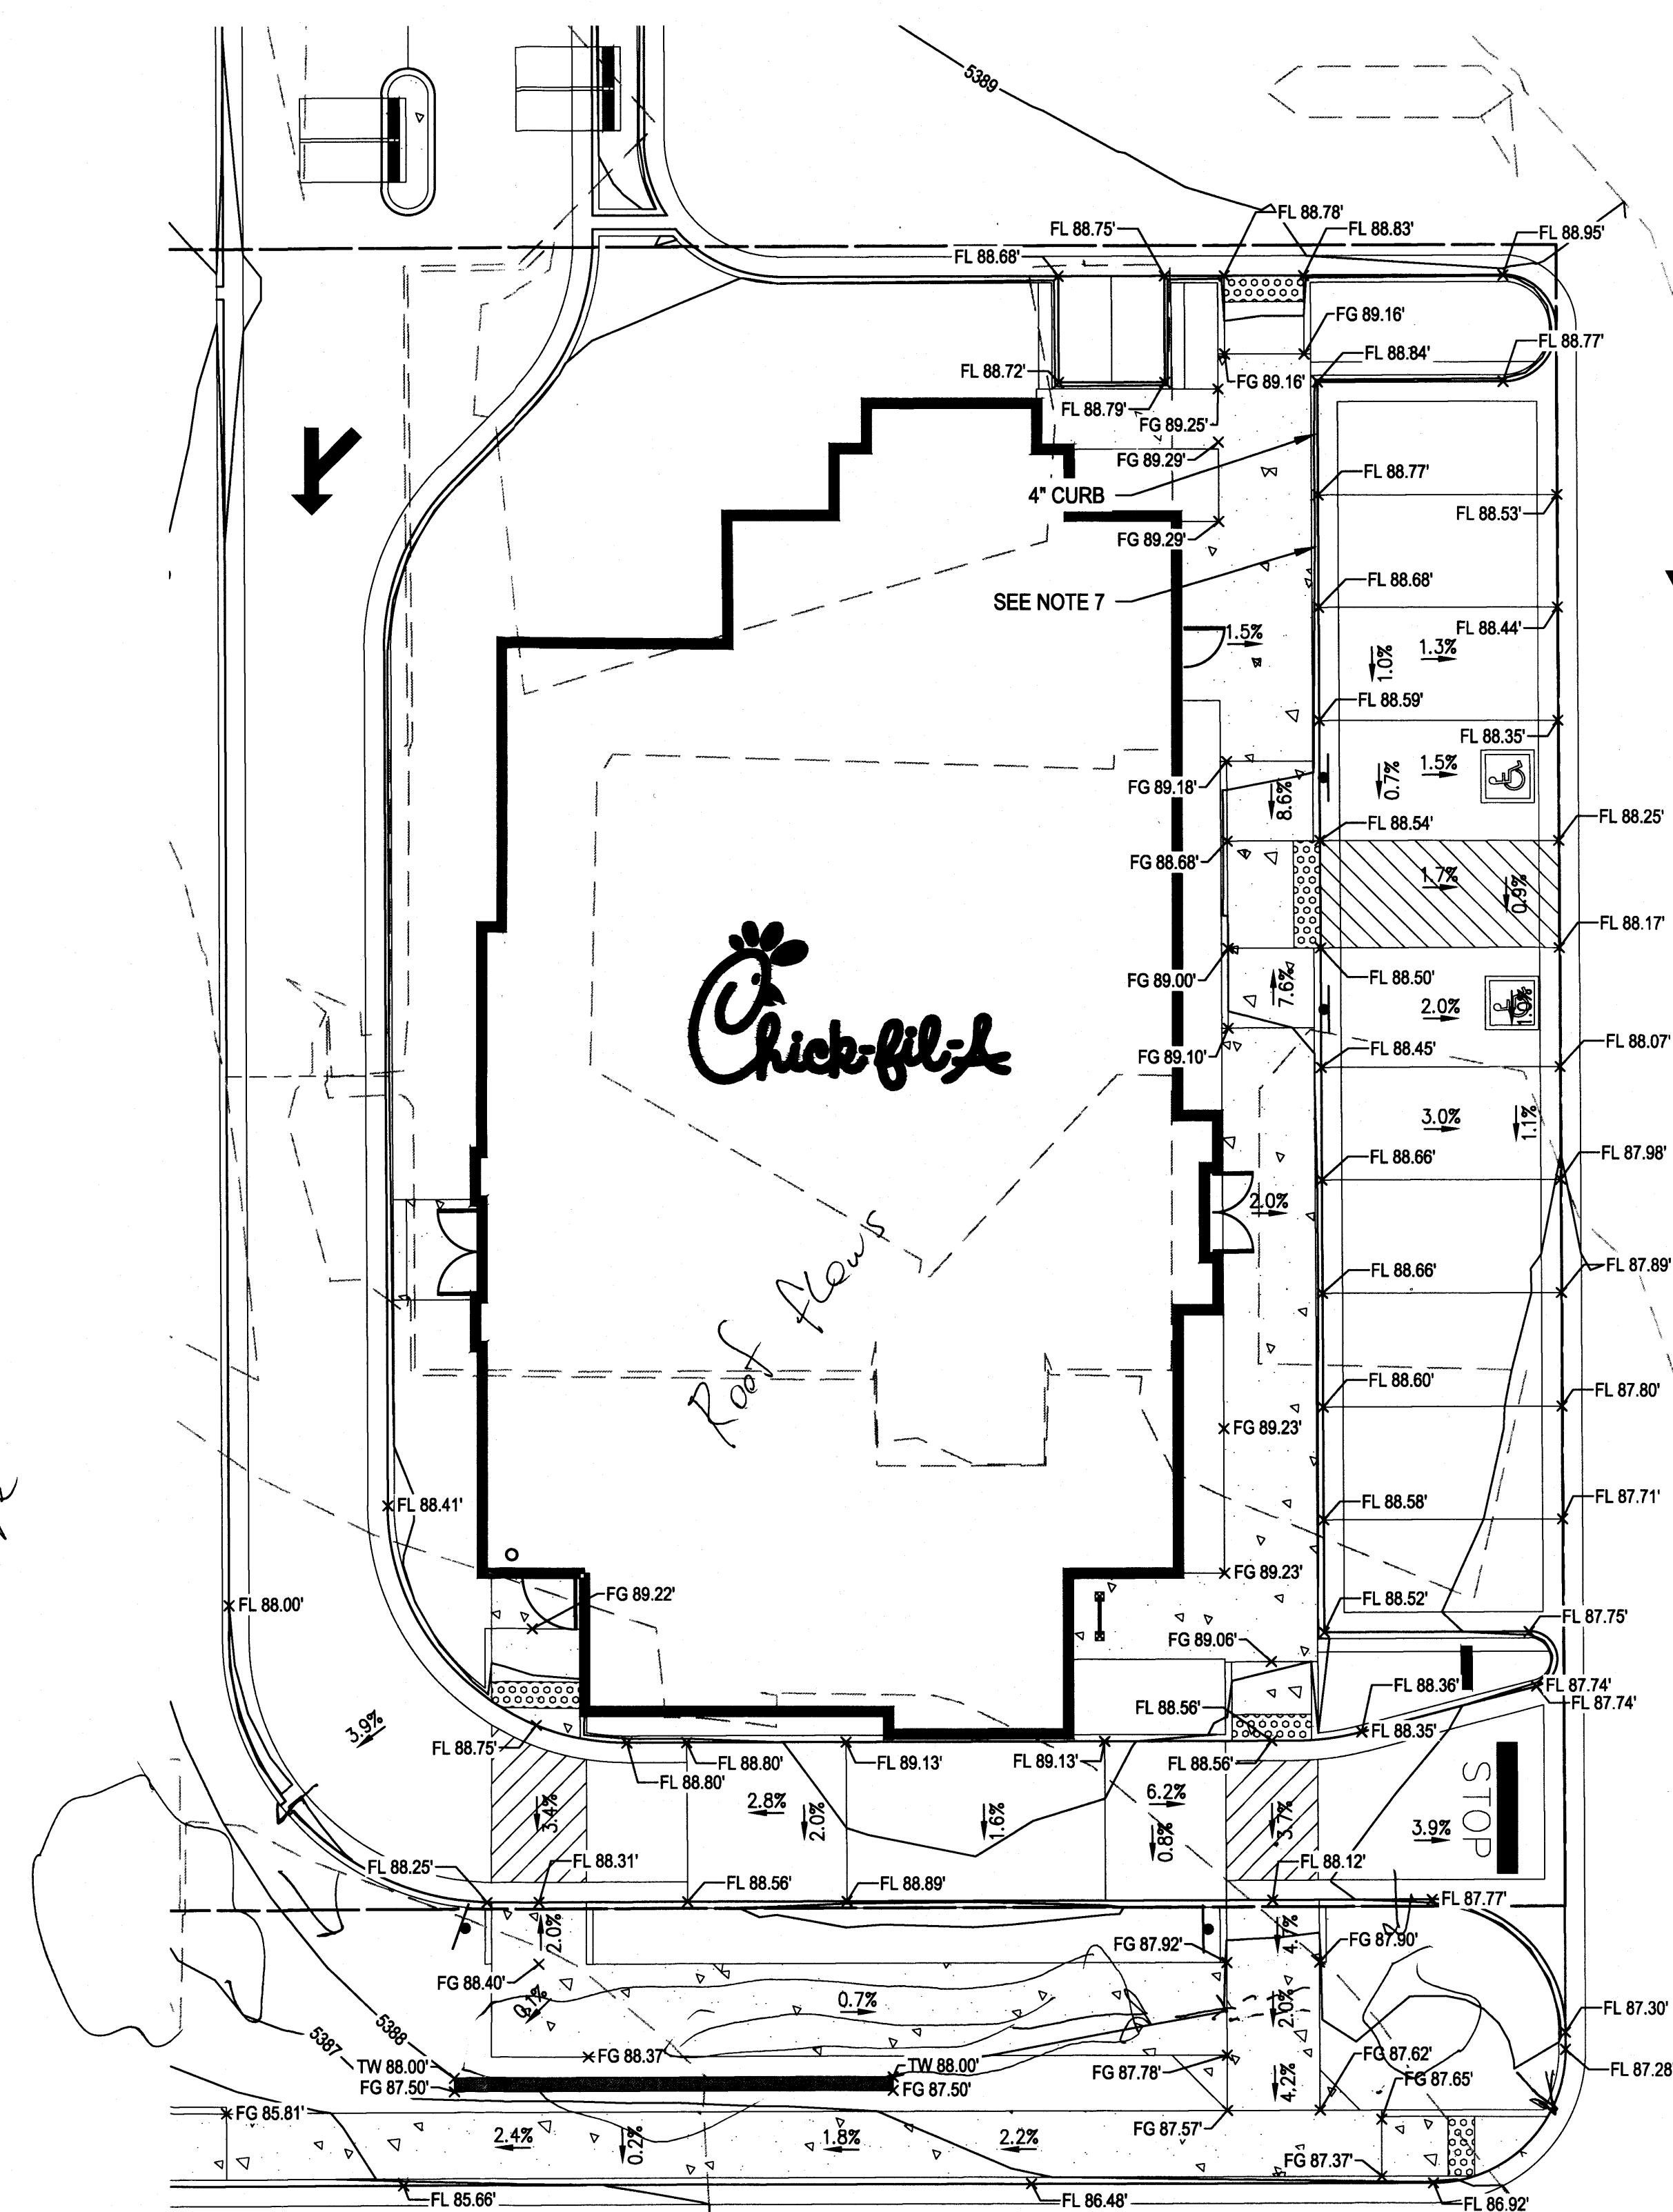 5389
FL 88.78'
FL 88.75'
FL 88.83'
FL 88.95'
FL 88.68'
FG 89.16'
FL 88.77'
FL 88.84'
FL 88.72'
FG 89.16'
FL 88.79'
FG 89.25'
FG 89.29'
FL 88.77'
4" CURB
FL 88.53'
FG 89.29'
FL 88.68'
SEE NOTE 7
FL 88.44'
1.5%
1.3%
1.0%
FL 88.59'
FL 88.35'
1.5%
0.7%
FG 89.18'
8.6%
FL 88.25'
FL 88.54'
FG 88.68'
1.7%
0.9%
FL 88.17'
Chick-fil-A
FG 89.00'
FL 88.50'
7.6%
2.0%
1.0%
FL 88.07'
FL 88.45'
FG 89.10'
3.0%
1.1%
FL 87.98'
FL 88.66'
2.0%
Roof flows
FL 87.89'
FL 88.66'
FL 88.60'
FL 87.80'
FG 89.23'
FL 87.71'
FL 88.58'
FL 88.41'
FG 89.23'
FG 89.22'
FL 88.52'
FL 88.00'
FL 87.75'
FG 89.06'
FL 88.36'
FL 87.74'
FL 87.74'
FL 88.56'
3.9%
FL 88.35'
FL 88.75'
FL 88.80'
FL 89.13'
FL 89.13'
FL 88.56'
FL 88.80'
STOP
6.2%
2.8%
3.4%
2.0%
1.6%
0.8%
3.7%
3.9%
FL 88.25'
FL 88.31'
FL 88.12'
FL 88.56'
FL 88.89'
FL 87.77'
2.0%
4.7%
FG 87.92'
FG 87.90'
FG 88.40'
0.1%
0.7%
2.0%
FL 87.30'
5388
5387
FG 88.37'
FG 87.62'
TW 88.00'
TW 88.00'
FG 87.78'
4.2%
FG 87.65'
FL 87.28'
FG 87.50'
FG 87.50'
FG 85.81'
FG 87.57'
2.4%
0.2%
1.8%
2.2%
FG 87.37'
FL 85.66'
FL 86.48'
FL 86.92'